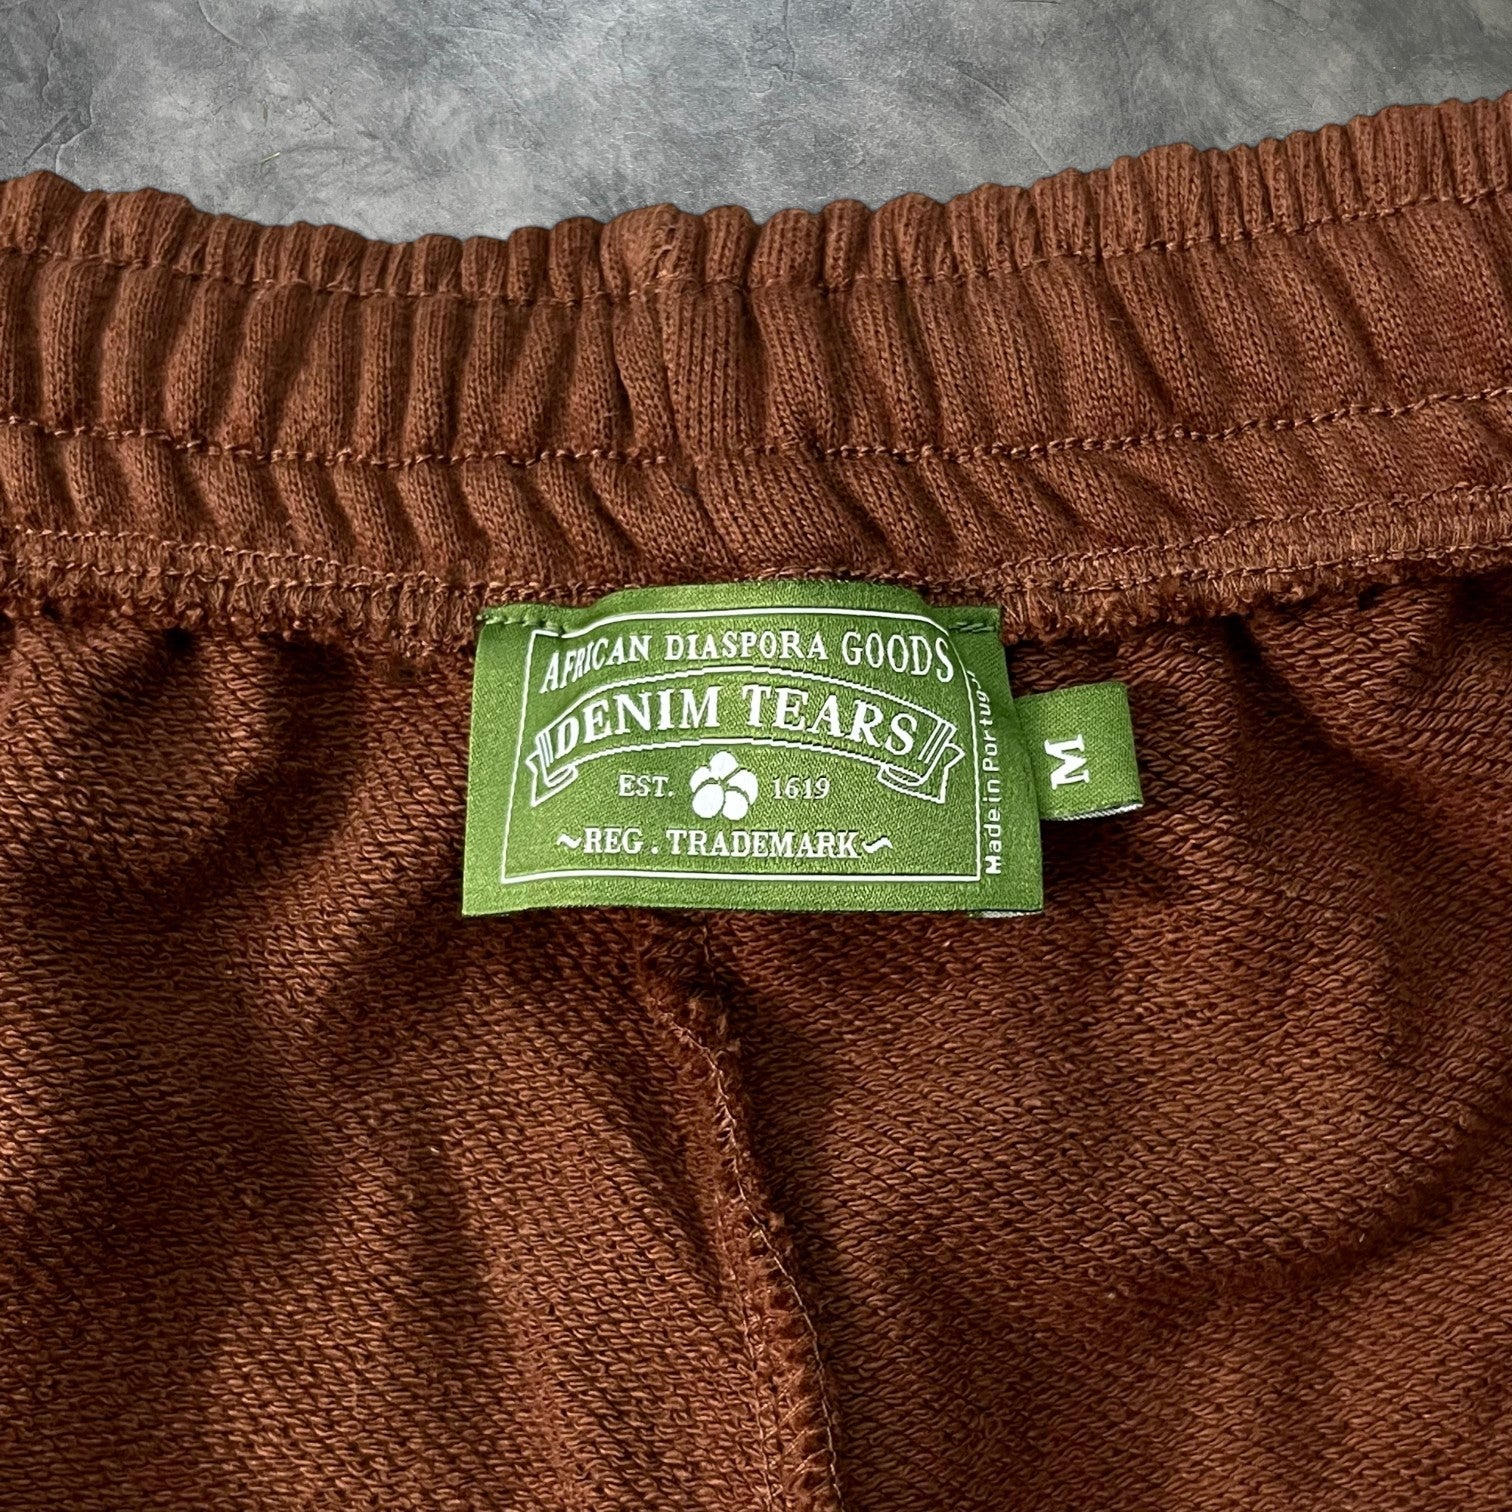 AFRICAN DIASPORA GOODS
DENIM TEARS
EST. 1619
~REG. TRADEMARK~
Made in Portugal
M